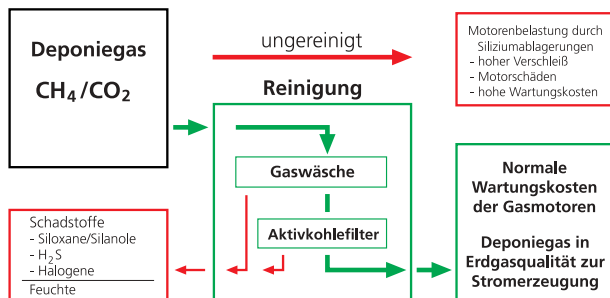 Deponiegas
CH₄/CO₂
ungereinigt
Motorenbelastung durch
Siliziumablagerungen
- hoher Verschleiß
- Motorschäden
- hohe Wartungskosten
Reinigung
Gaswäsche
Aktivkohlefilter
Schadstoffe
- Siloxane/Silanole
- H₂S
- Halogene
Feuchte
Normale
Wartungskosten
der Gasmotoren
Deponiegas in
Erdgasqualität zur
Stromerzeugung